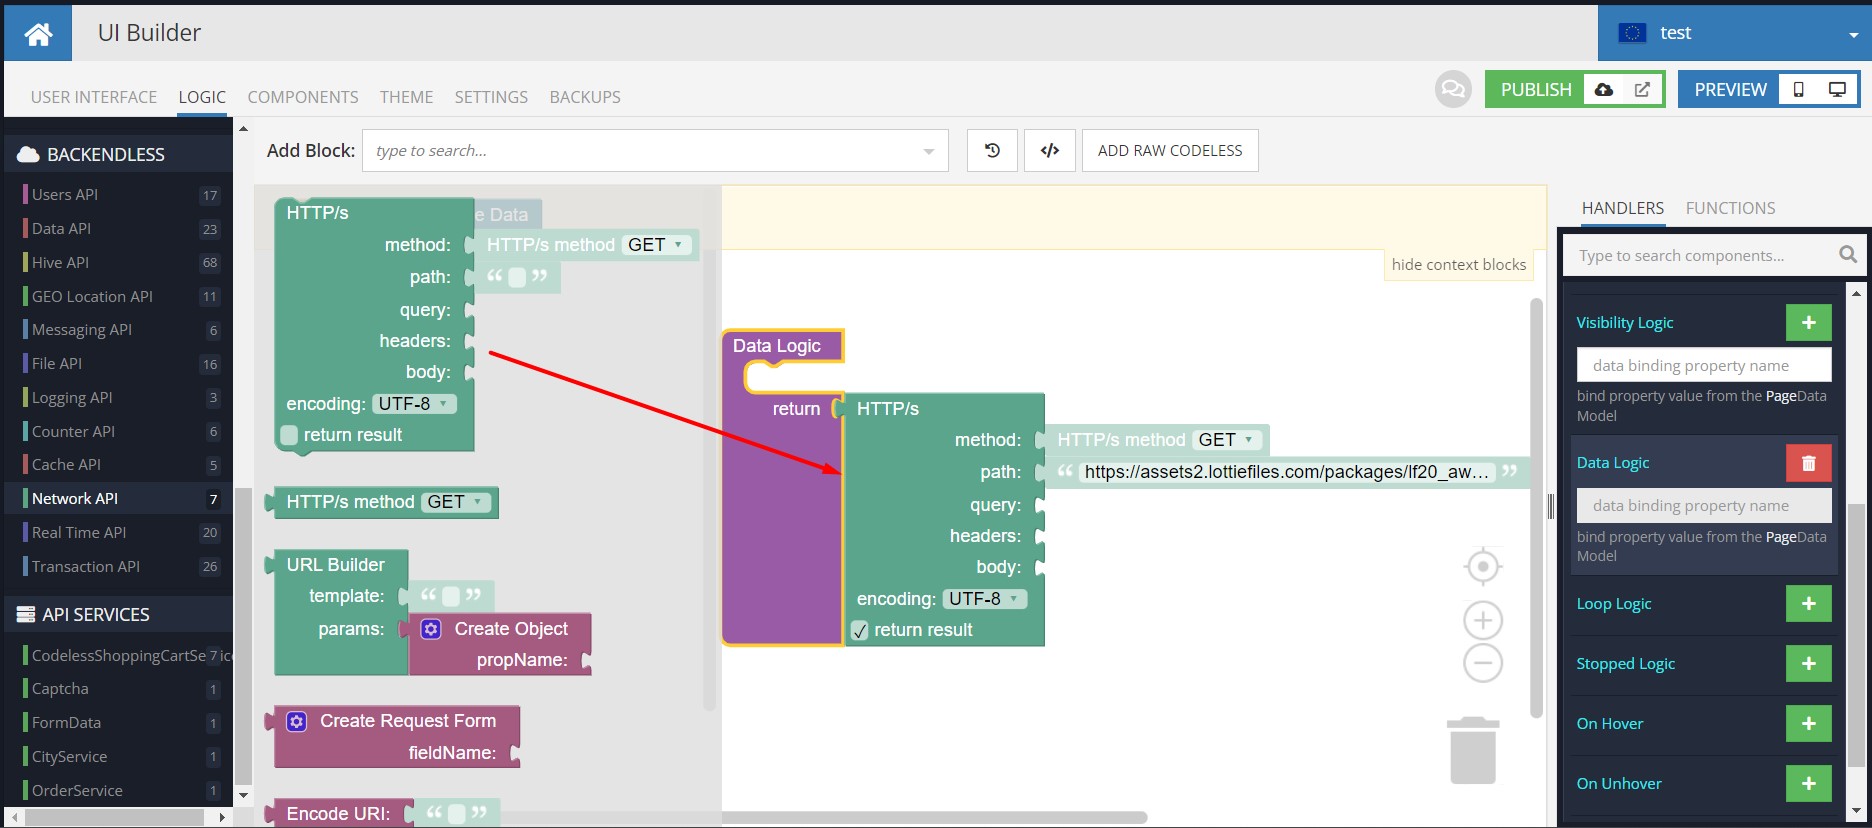 UI Builder
test
USER INTERFACE
LOGIC
COMPONENTS
THEME
SETTINGS
BACKUPS
PUBLISH
PREVIEW
BACKENDLESS
Users API 17
Data API 23
Hive API 68
GEO Location API 11
Messaging API 6
File API 16
Logging API 3
Counter API 6
Cache API 5
Network API 7
Real Time API 20
Transaction API 26
API SERVICES
CodelessShoppingCartService 7
Captcha 1
FormData 1
CityService 1
OrderService 1
Add Block:
type to search...
</>
ADD RAW CODELESS
HTTP/s
e Data
method: HTTP/s method GET
path: “ ”
query:
headers:
body:
encoding: UTF-8
return result
HTTP/s method GET
URL Builder
template: “ ”
params: Create Object
propName:
Create Request Form
fieldName:
Encode URI: “ ”
hide context blocks
Data Logic
return HTTP/s
method: HTTP/s method GET
path: “ https://assets2.lottiefiles.com/packages/lf20_aw... ”
query:
headers:
body:
encoding: UTF-8
return result
HANDLERS
FUNCTIONS
Type to search components...
Visibility Logic
data binding property name
bind property value from the PageData
Model
Data Logic
data binding property name
bind property value from the PageData
Model
Loop Logic
Stopped Logic
On Hover
On Unhover